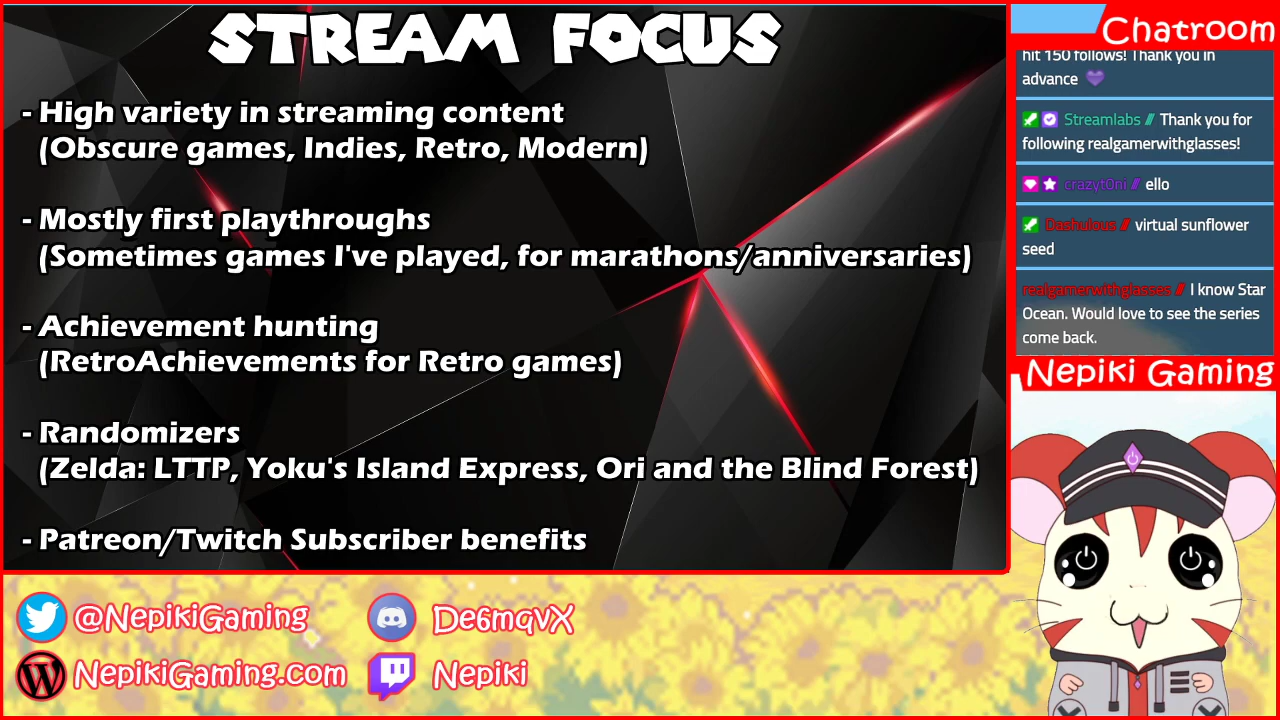 STREAM FOCUS
- High variety in streaming content
(Obscure games, Indies, Retro, Modern)
- Mostly first playthroughs
(Sometimes games I've played, for marathons/anniversaries)
- Achievement hunting
(RetroAchievements for Retro games)
- Randomizers
(Zelda: LTTP, Yoku's Island Express, Ori and the Blind Forest)
- Patreon/Twitch Subscriber benefits
Chatroom
hit 150 follows! Thank you in
advance
Streamlabs // Thank you for
following realgamerwithglasses!
crazyt0ni // ello
Dashulous // virtual sunflower
seed
realgamerwithglasses // I know Star
Ocean. Would love to see the series
come back.
Nepiki Gaming
@NepikiGaming
De6mqvX
NepikiGaming.com
Nepiki